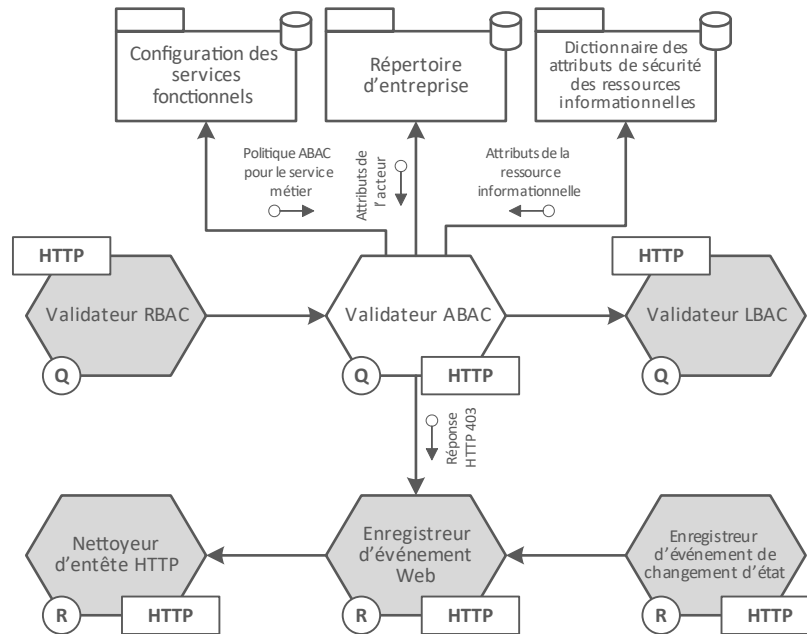 Configuration des
services
fonctionnels
Répertoire
d'entreprise
Dictionnaire des
attributs de sécurité
des ressources
informationnelles
Politique ABAC
pour le service
métier
Attributs de
l'acteur
Attributs de la
ressource
informationnelle
HTTP
Validateur RBAC
Q
Validateur ABAC
Q
HTTP
HTTP
Validateur LBAC
Q
Réponse
HTTP 403
Nettoyeur
d'entête HTTP
R
HTTP
Enregistreur
d'événement
Web
R
HTTP
Enregistreur
d'événement de
changement d'état
R
HTTP